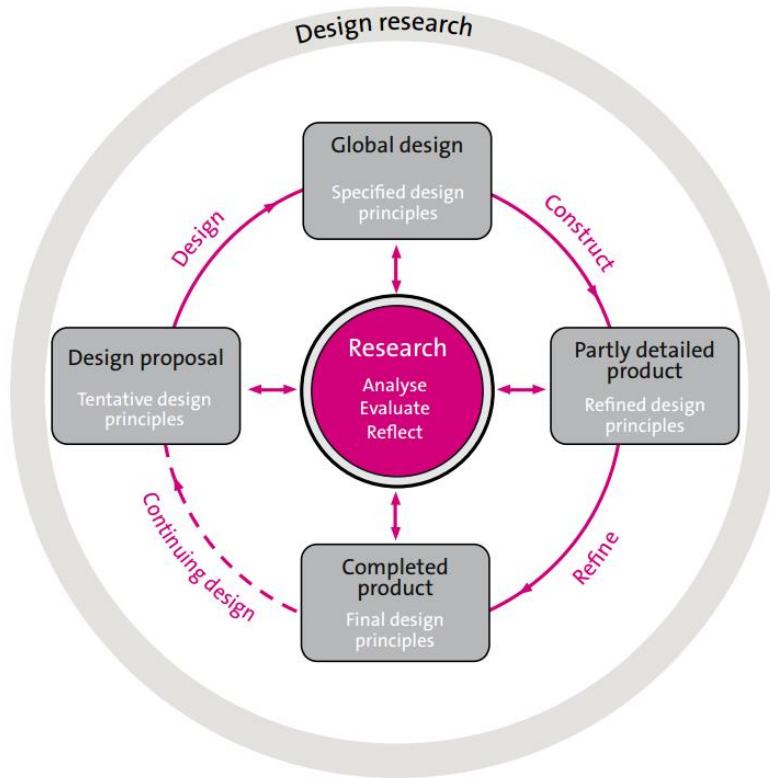 Design research
Global design
Specified design
principles
Design
Construct
Design proposal
Tentative design
principles
Research
Analyse
Evaluate
Reflect
Partly detailed
product
Refined design
principles
Continuing design
Completed
product
Final design
principles
Refine